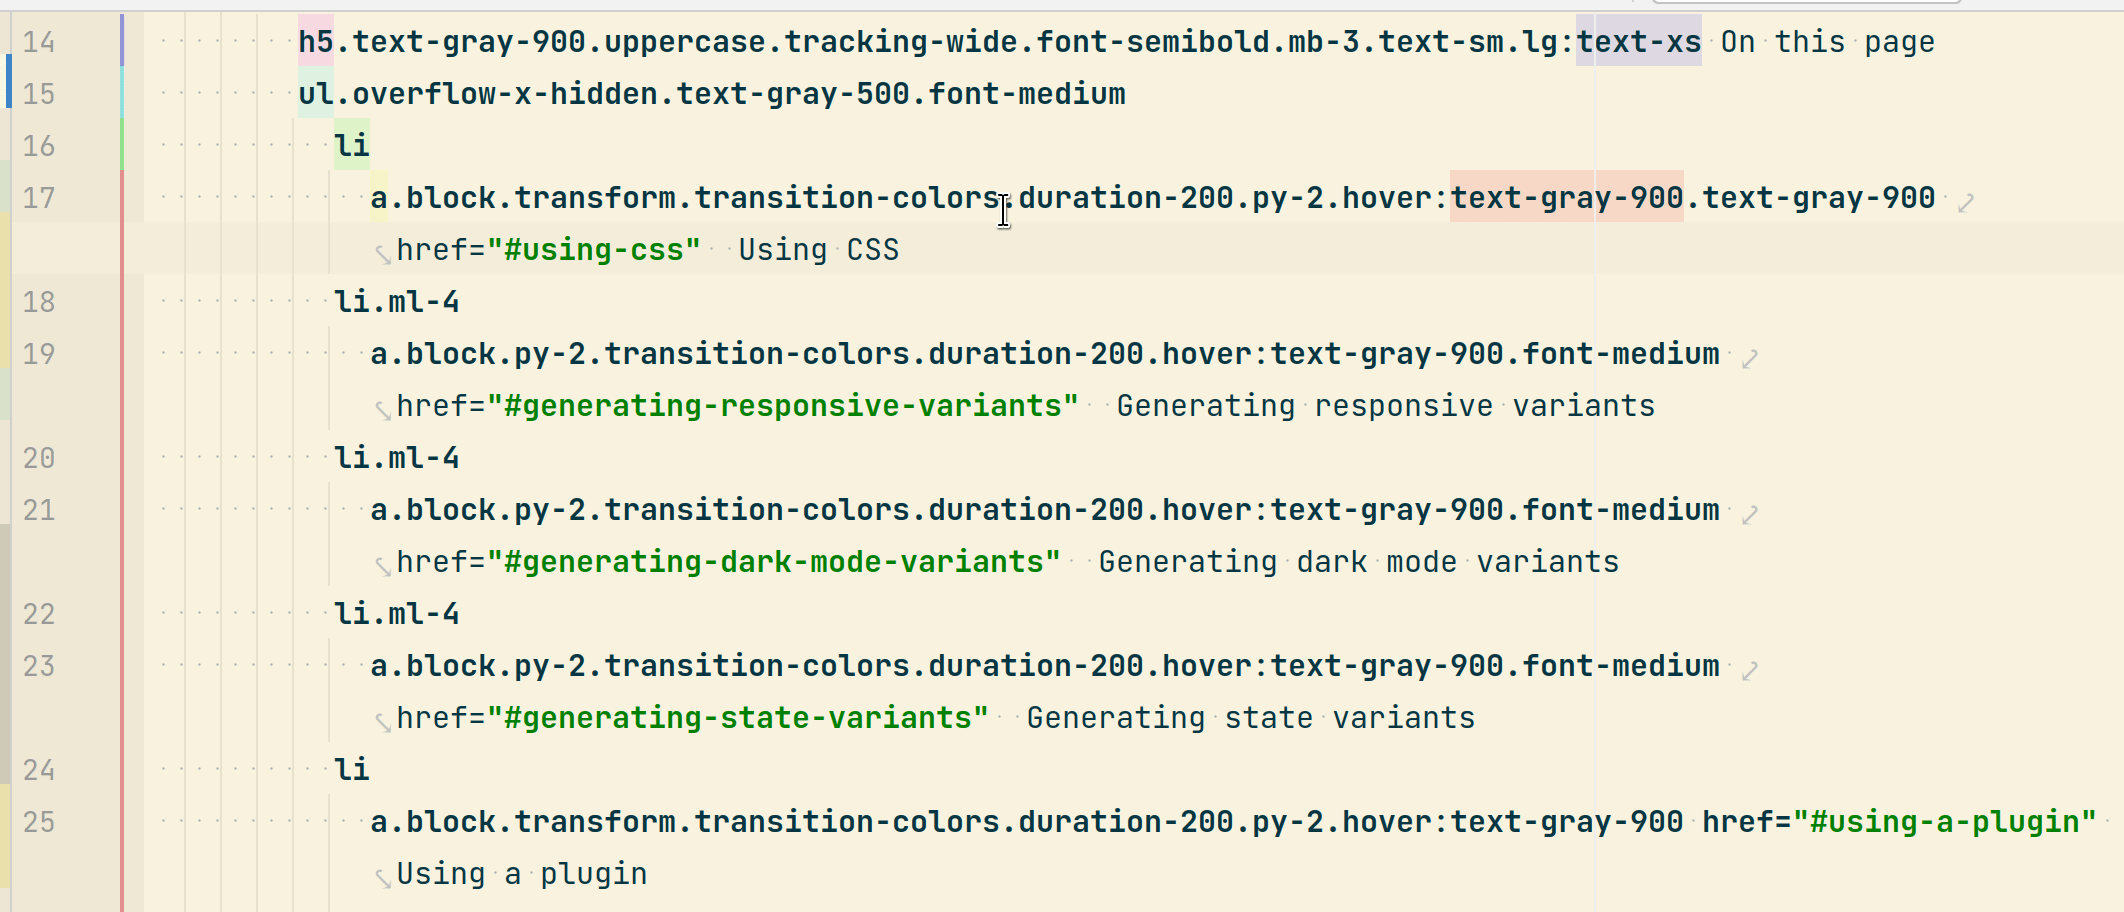 14 h5.text-gray-900.uppercase.tracking-wide.font-semibold.mb-3.text-sm.lg:text-xs On this page
15 ul.overflow-x-hidden.text-gray-500.font-medium
16 li
17 a.block.transform.transition-colors.duration-200.py-2.hover:text-gray-900.text-gray-900
href="#using-css"  Using CSS
18 li.ml-4
19 a.block.py-2.transition-colors.duration-200.hover:text-gray-900.font-medium
href="#generating-responsive-variants"  Generating responsive variants
20 li.ml-4
21 a.block.py-2.transition-colors.duration-200.hover:text-gray-900.font-medium
href="#generating-dark-mode-variants"  Generating dark mode variants
22 li.ml-4
23 a.block.py-2.transition-colors.duration-200.hover:text-gray-900.font-medium
href="#generating-state-variants"  Generating state variants
24 li
25 a.block.transform.transition-colors.duration-200.py-2.hover:text-gray-900 href="#using-a-plugin"
Using a plugin